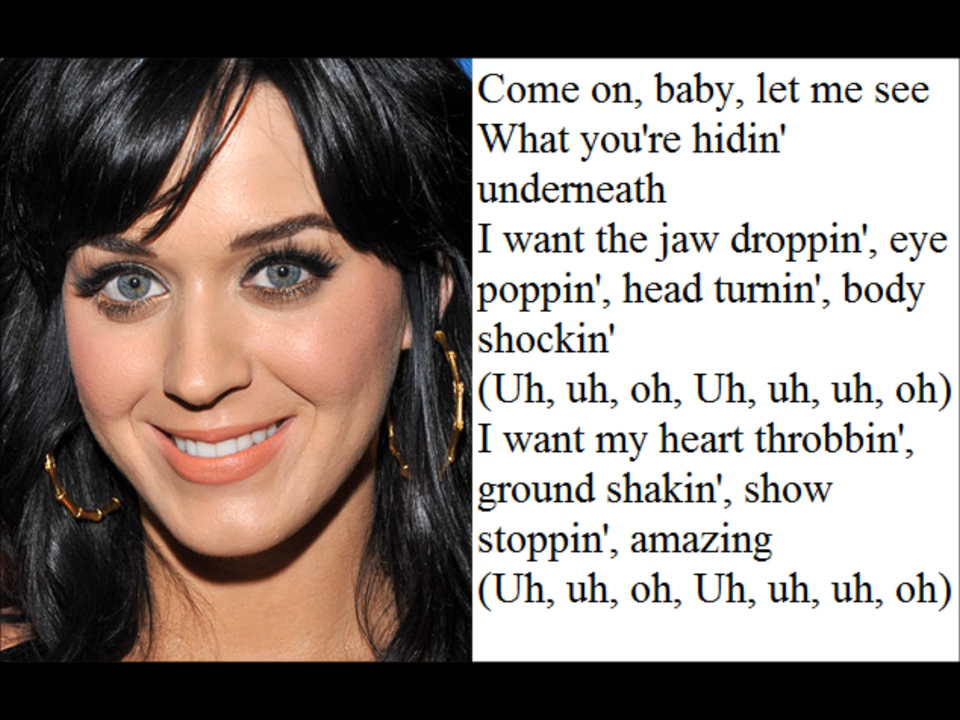 Come on, baby, let me see
What you're hidin'
underneath
I want the jaw droppin', eye
poppin', head turnin', body
shockin'
(Uh, uh, oh, Uh, uh, uh, oh)
I want my heart throbbin',
ground shakin', show
stoppin', amazing
(Uh, uh, oh, Uh, uh, uh, oh)